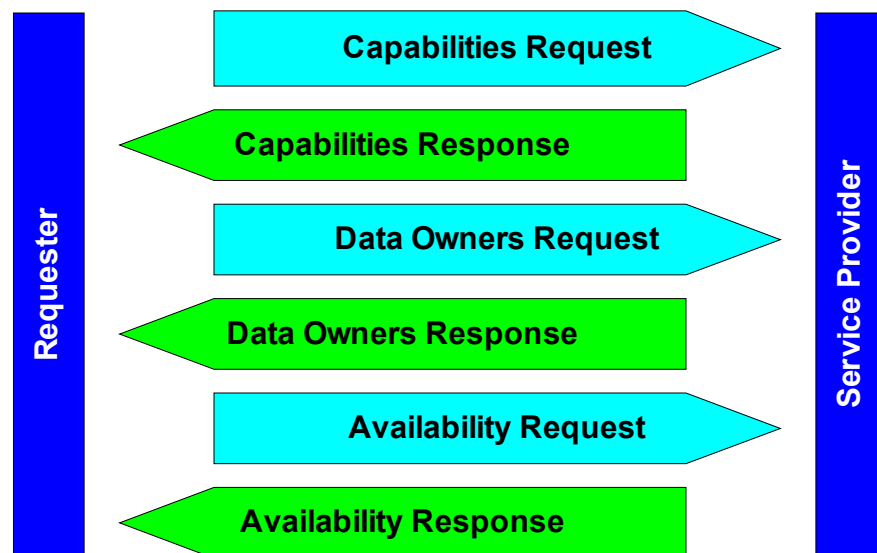 Capabilities Request
Capabilities Response
Data Owners Request
Data Owners Response
Availability Request
Availability Response
Requester
Service Provider